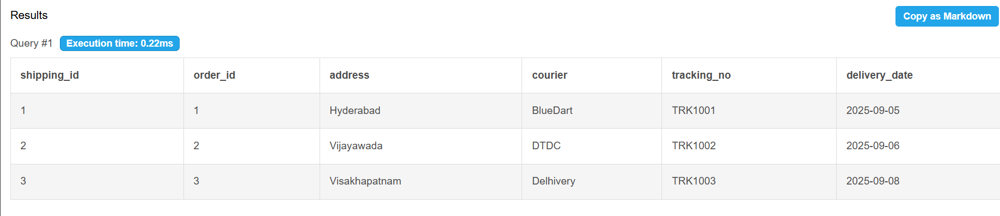 Results
Copy as Markdown
Query #1 Execution time: 0.22ms
shipping_id order_id address courier tracking_no delivery_date
1 1 Hyderabad BlueDart TRK1001 2025-09-05
2 2 Vijayawada DTDC TRK1002 2025-09-06
3 3 Visakhapatnam Delhivery TRK1003 2025-09-08